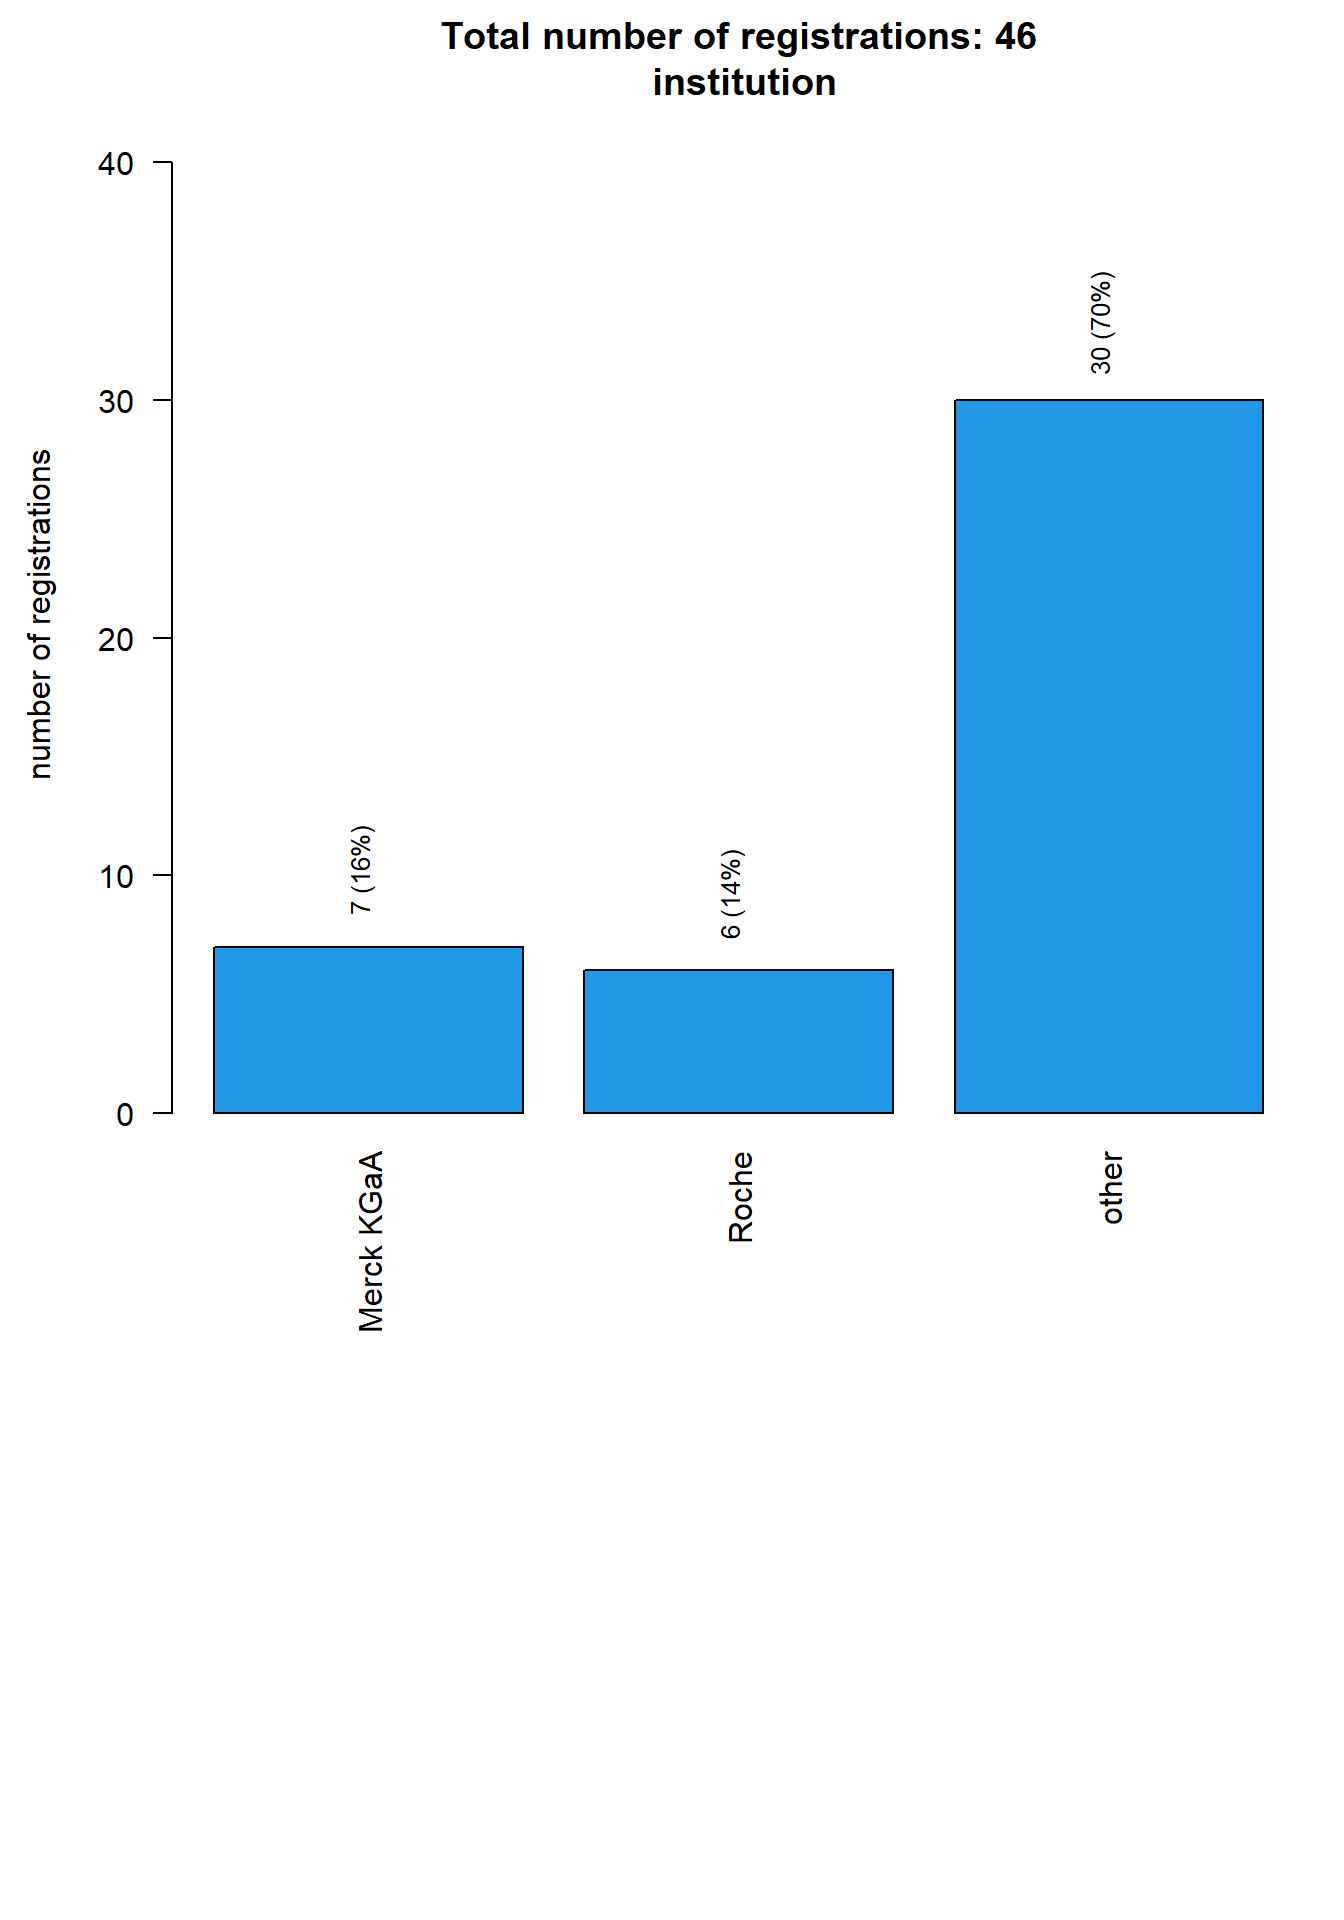 Total number of registrations: 46
institution
number of registrations
40
30
20
10
0
7 (16%)
6 (14%)
30 (70%)
Merck KGaA
Roche
other